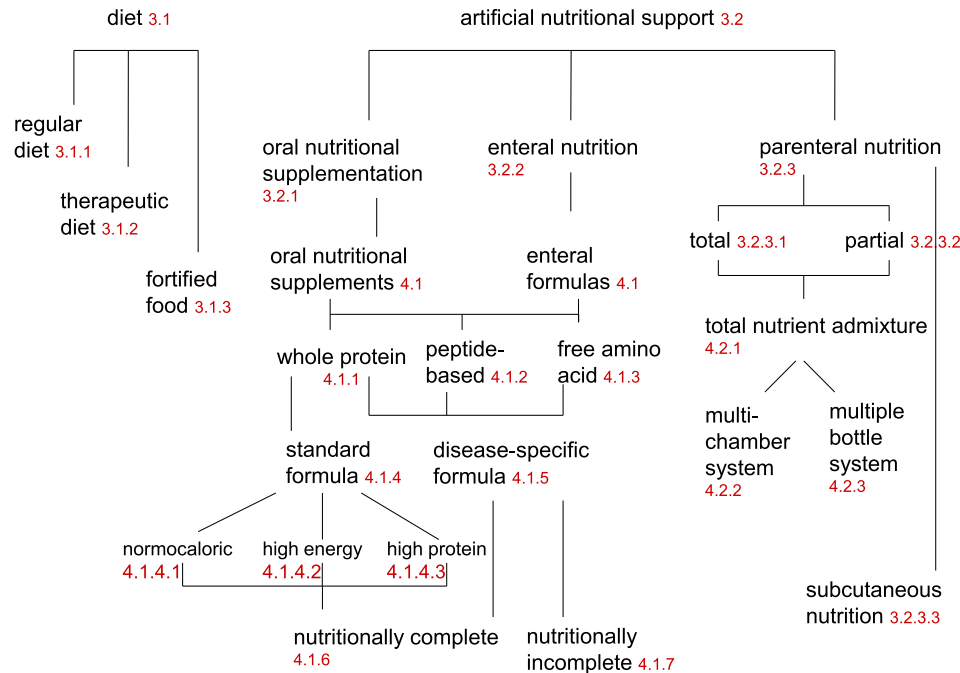 diet 3.1
artificial nutritional support 3.2
regular
diet 3.1.1
therapeutic
diet 3.1.2
fortified
food 3.1.3
oral nutritional
supplementation
3.2.1
enteral nutrition
3.2.2
parenteral nutrition
3.2.3
oral nutritional
supplements 4.1
enteral
formulas 4.1
total 3.2.3.1
partial 3.2.3.2
total nutrient admixture
4.2.1
whole protein
4.1.1
peptide-
based 4.1.2
free amino
acid 4.1.3
multi-
chamber
system
4.2.2
multiple
bottle
system
4.2.3
standard
formula 4.1.4
disease-specific
formula 4.1.5
normocaloric
4.1.4.1
high energy
4.1.4.2
high protein
4.1.4.3
subcutaneous
nutrition 3.2.3.3
nutritionally complete
4.1.6
nutritionally
incomplete 4.1.7